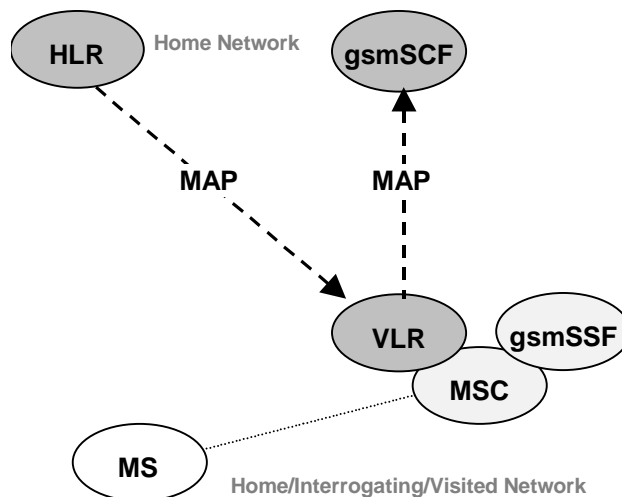 HLR
Home Network
gsmSCF
MAP
MAP
VLR
gsmSSF
MSC
MS
Home/Interrogating/Visited Network